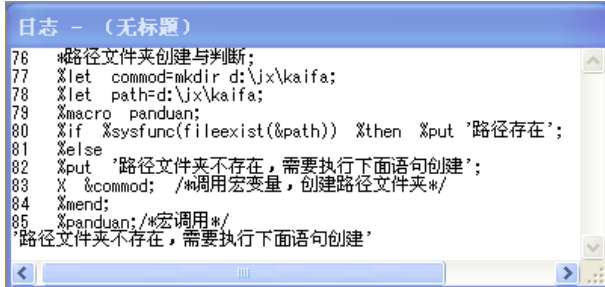 日志 - （无标题）
76 *路径文件夹创建与判断;
77 %let commod=mkdir d:\jx\kaifa;
78 %let path=d:\jx\kaifa;
79 %macro panduan;
80 %if %sysfunc(fileexist(&path)) %then %put '路径存在';
81 %else
82 %put '路径文件夹不存在，需要执行下面语句创建';
83 X &commod; /*调用宏变量，创建路径文件夹*/
84 %mend;
85 %panduan;/*宏调用*/
'路径文件夹不存在，需要执行下面语句创建'